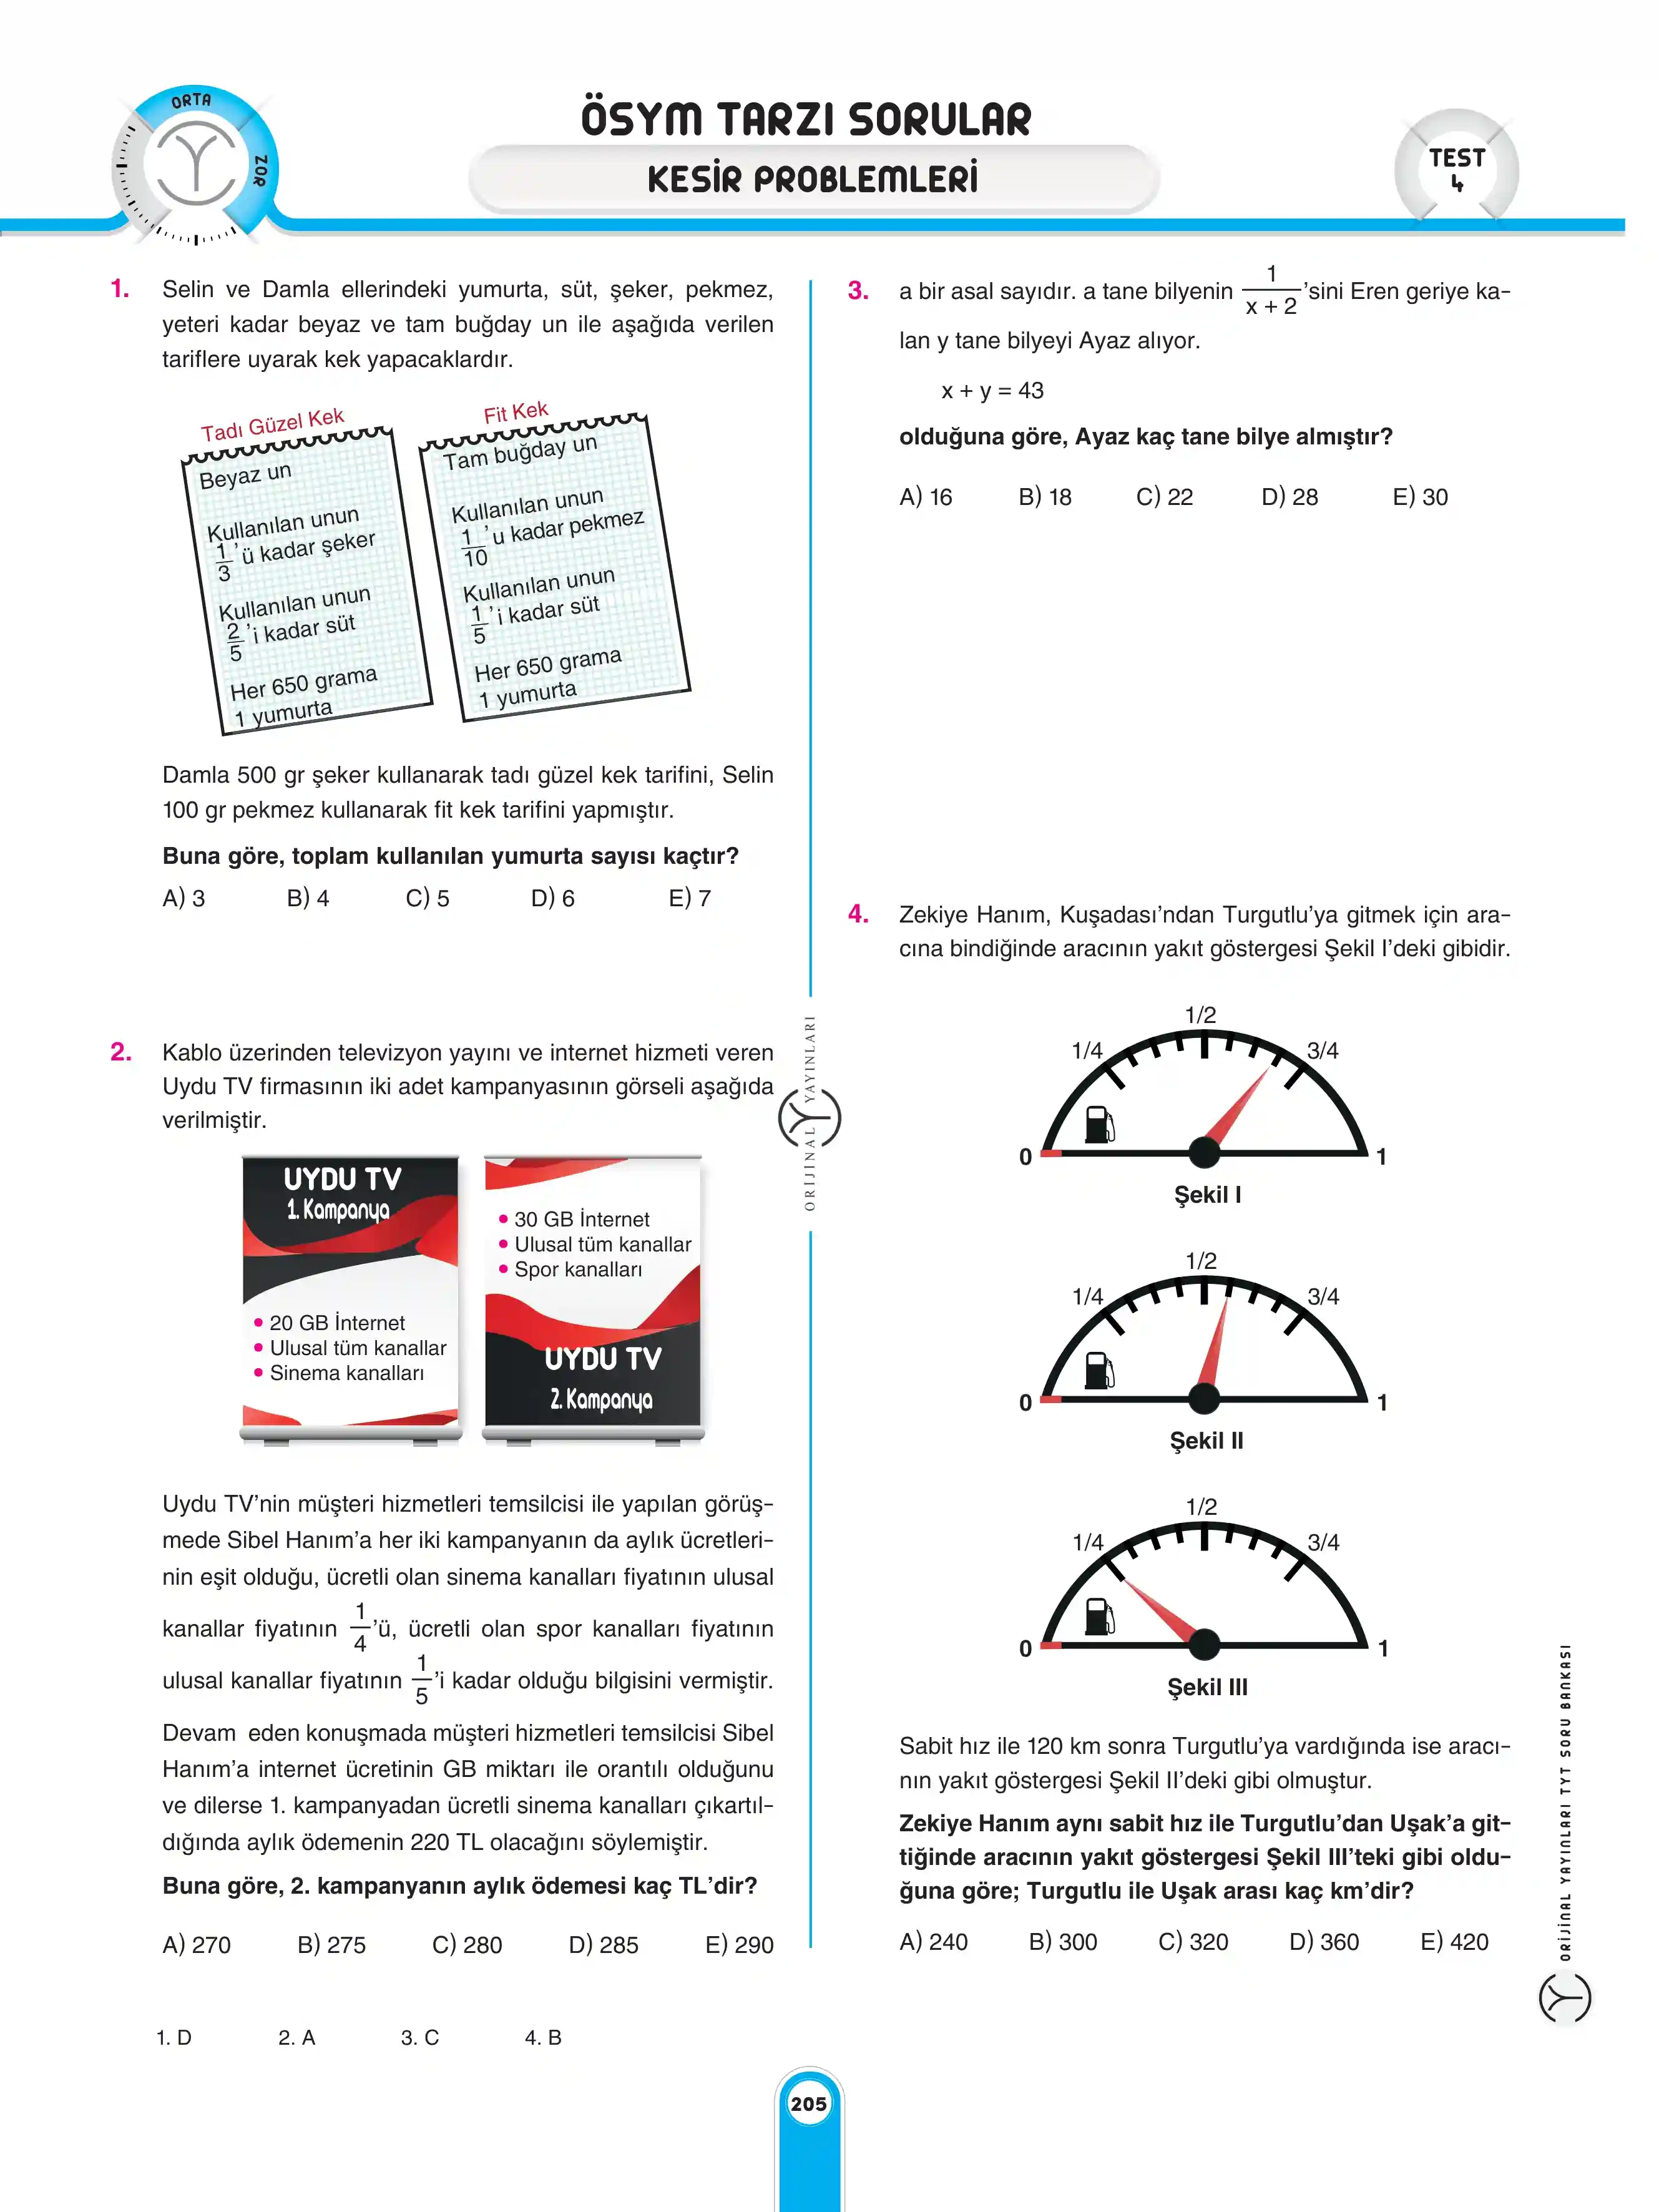 ORTA
ZOR
ÖSYM TARZI SORULAR
KESİR PROBLEMLERİ
TEST
4
1. Selin ve Damla ellerindeki yumurta, süt, şeker, pekmez,
yeteri kadar beyaz ve tam buğday un ile aşağıda verilen
tariflere uyarak kek yapacaklardır.
Tadı Güzel Kek
Beyaz un
Kullanılan unun
1/3 'ü kadar şeker
Kullanılan unun
2/5 'i kadar süt
Her 650 grama
1 yumurta
Fit Kek
Tam buğday un
Kullanılan unun
1/10 'u kadar pekmez
Kullanılan unun
1/5 'i kadar süt
Her 650 grama
1 yumurta
Damla 500 gr şeker kullanarak tadı güzel kek tarifini, Selin
100 gr pekmez kullanarak fit kek tarifini yapmıştır.
Buna göre, toplam kullanılan yumurta sayısı kaçtır?
A) 3 B) 4 C) 5 D) 6 E) 7
2. Kablo üzerinden televizyon yayını ve internet hizmeti veren
Uydu TV firmasının iki adet kampanyasının görseli aşağıda
verilmiştir.
UYDU TV
1. Kampanya
• 20 GB İnternet
• Ulusal tüm kanallar
• Sinema kanalları
• 30 GB İnternet
• Ulusal tüm kanallar
• Spor kanalları
UYDU TV
2. Kampanya
Uydu TV'nin müşteri hizmetleri temsilcisi ile yapılan görüş-
mede Sibel Hanım'a her iki kampanyanın da aylık ücretleri-
nin eşit olduğu, ücretli olan sinema kanalları fiyatının ulusal
kanallar fiyatının 1/4 'ü, ücretli olan spor kanalları fiyatının
ulusal kanallar fiyatının 1/5 'i kadar olduğu bilgisini vermiştir.
Devam eden konuşmada müşteri hizmetleri temsilcisi Sibel
Hanım'a internet ücretinin GB miktarı ile orantılı olduğunu
ve dilerse 1. kampanyadan ücretli sinema kanalları çıkartıl-
dığında aylık ödemenin 220 TL olacağını söylemiştir.
Buna göre, 2. kampanyanın aylık ödemesi kaç TL'dir?
A) 270 B) 275 C) 280 D) 285 E) 290
ORİJİNAL YAYINLARI
3. a bir asal sayıdır. a tane bilyenin 1/(x + 2) 'sini Eren geriye ka-
lan y tane bilyeyi Ayaz alıyor.
x + y = 43
olduğuna göre, Ayaz kaç tane bilye almıştır?
A) 16 B) 18 C) 22 D) 28 E) 30
4. Zekiye Hanım, Kuşadası'ndan Turgutlu'ya gitmek için ara-
cına bindiğinde aracının yakıt göstergesi Şekil I'deki gibidir.
1/2
1/4 3/4
0 1
Şekil I
1/2
1/4 3/4
0 1
Şekil II
1/2
1/4 3/4
0 1
Şekil III
Sabit hız ile 120 km sonra Turgutlu'ya vardığında ise aracı-
nın yakıt göstergesi Şekil II'deki gibi olmuştur.
Zekiye Hanım aynı sabit hız ile Turgutlu'dan Uşak'a git-
tiğinde aracının yakıt göstergesi Şekil III'teki gibi oldu-
ğuna göre; Turgutlu ile Uşak arası kaç km'dir?
A) 240 B) 300 C) 320 D) 360 E) 420
ORİJİNAL YAYINLARI TYT SORU BANKASI
1. D 2. A 3. C 4. B
205